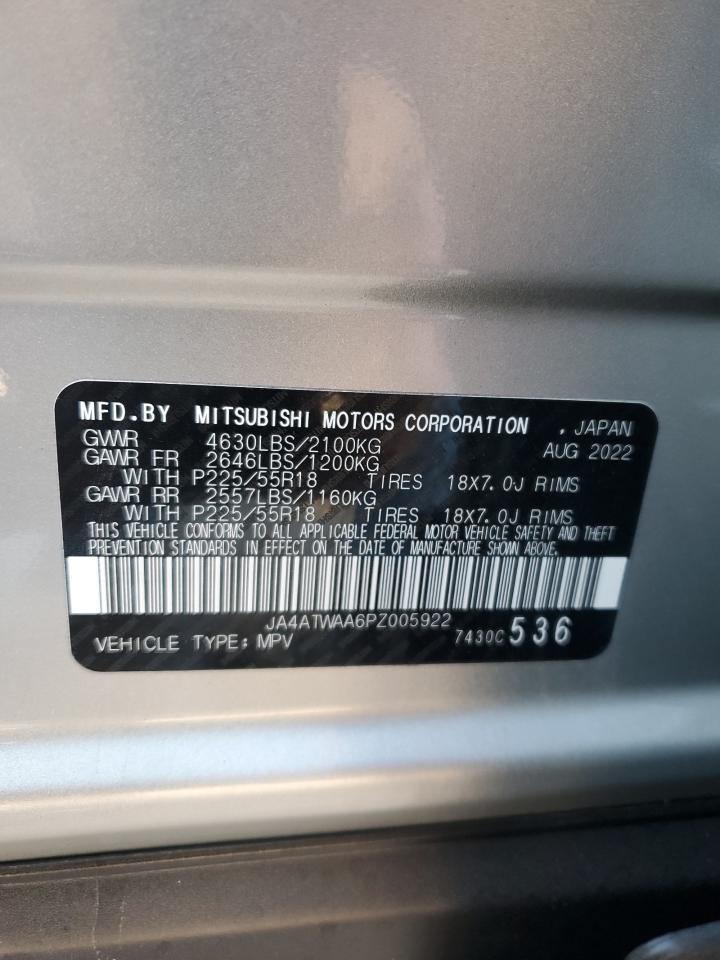 MFD.BY MITSUBISHI MOTORS CORPORATION , JAPAN
GVWR 4630LBS/2100KG AUG 2022
GAWR FR 2646LBS/1200KG
WITH P225/55R18 TIRES 18X7.0J RIMS
GAWR RR 2557LBS/1160KG
WITH P225/55R18 TIRES 18X7.0J RIMS
THIS VEHICLE CONFORMS TO ALL APPLICABLE FEDERAL MOTOR VEHICLE SAFETY AND THEFT
PREVENTION STANDARDS IN EFFECT ON THE DATE OF MANUFACTURE SHOWN ABOVE.
JA4ATWAA6PZ005922
VEHICLE TYPE: MPV 7430C 536